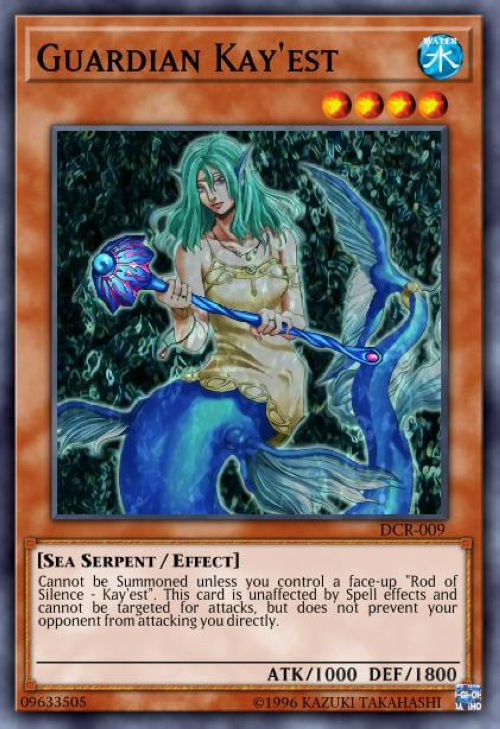 Guardian Kay'est
WATER
水
DCR-009
[Sea Serpent / Effect]
Cannot be Summoned unless you control a face-up "Rod of
Silence - Kay'est". This card is unaffected by Spell effects and
cannot be targeted for attacks, but does not prevent your
opponent from attacking you directly.
ATK/1000 DEF/1800
09633505
©1996 KAZUKI TAKAHASHI